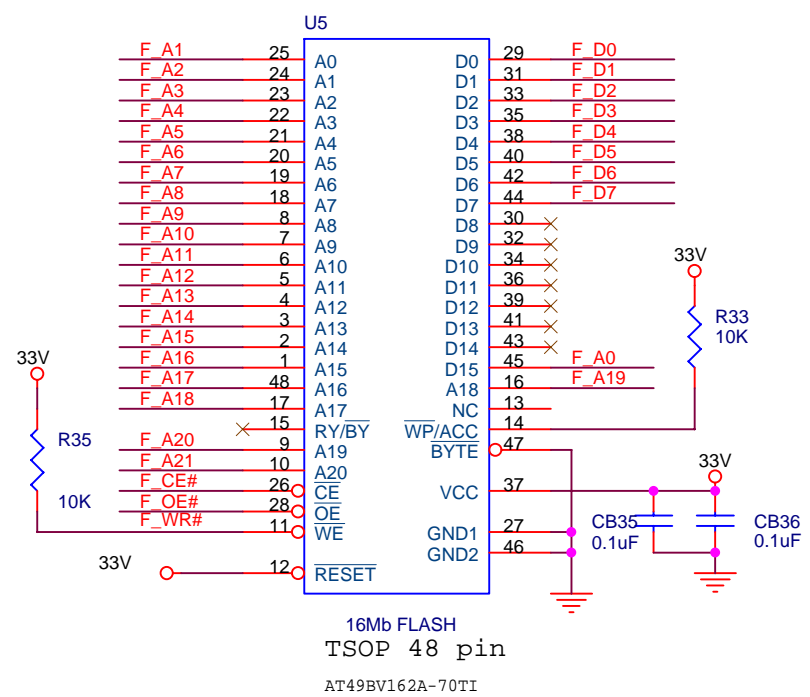 U5
F_A1 25 A0 D0 29 F_D0
F_A2 24 A1 D1 31 F_D1
F_A3 23 A2 D2 33 F_D2
F_A4 22 A3 D3 35 F_D3
F_A5 21 A4 D4 38 F_D4
F_A6 20 A5 D5 40 F_D5
F_A7 19 A6 D6 42 F_D6
F_A8 18 A7 D7 44 F_D7
F_A9 8 A8 D8 30
F_A10 7 A9 D9 32
F_A11 6 A10 D10 34
F_A12 5 A11 D11 36
F_A13 4 A12 D12 39
F_A14 3 A13 D13 41
F_A15 2 A14 D14 43
F_A16 1 A15 D15 45 F_A0
F_A17 48 A16 A18 16 F_A19
F_A18 17 A17 NC 13
15 RY/BY WP/ACC 14
F_A20 9 A19 BYTE 47
F_A21 10 A20
F_CE# 26 CE VCC 37
F_OE# 28 OE
F_WR# 11 WE GND1 27
GND2 46
12 RESET
33V
R35
10K
33V
33V
R33
10K
33V
CB35
0.1uF
CB36
0.1uF
16Mb FLASH
TSOP 48 pin
AT49BV162A-70TI